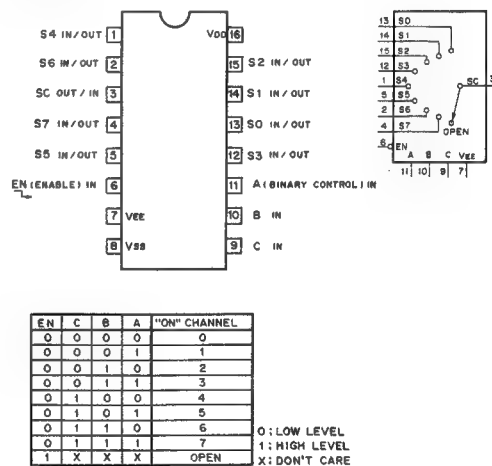 S4 IN/OUT 1 VDD 16
S6 IN/OUT 2 15 S2 IN/OUT
SC OUT/IN 3 14 S1 IN/OUT
S7 IN/OUT 4 13 S0 IN/OUT
S5 IN/OUT 5 12 S3 IN/OUT
EN (ENABLE) IN 6 11 A (BINARY CONTROL) IN
7 VEE 10 B IN
8 VSS 9 C IN
13 S0
14 S1
15 S2
12 S3
1 S4
SC 3
5 S5
2 S6
4 S7
OPEN
6 EN
A B C VEE
11 10 9 7
EN C B A "ON" CHANNEL
0 0 0 0 0
0 0 0 1 1
0 0 1 0 2
0 0 1 1 3
0 1 0 0 4
0 1 0 1 5
0 1 1 0 6
0 1 1 1 7
1 X X X OPEN
0 : LOW LEVEL
1 : HIGH LEVEL
X : DON'T CARE